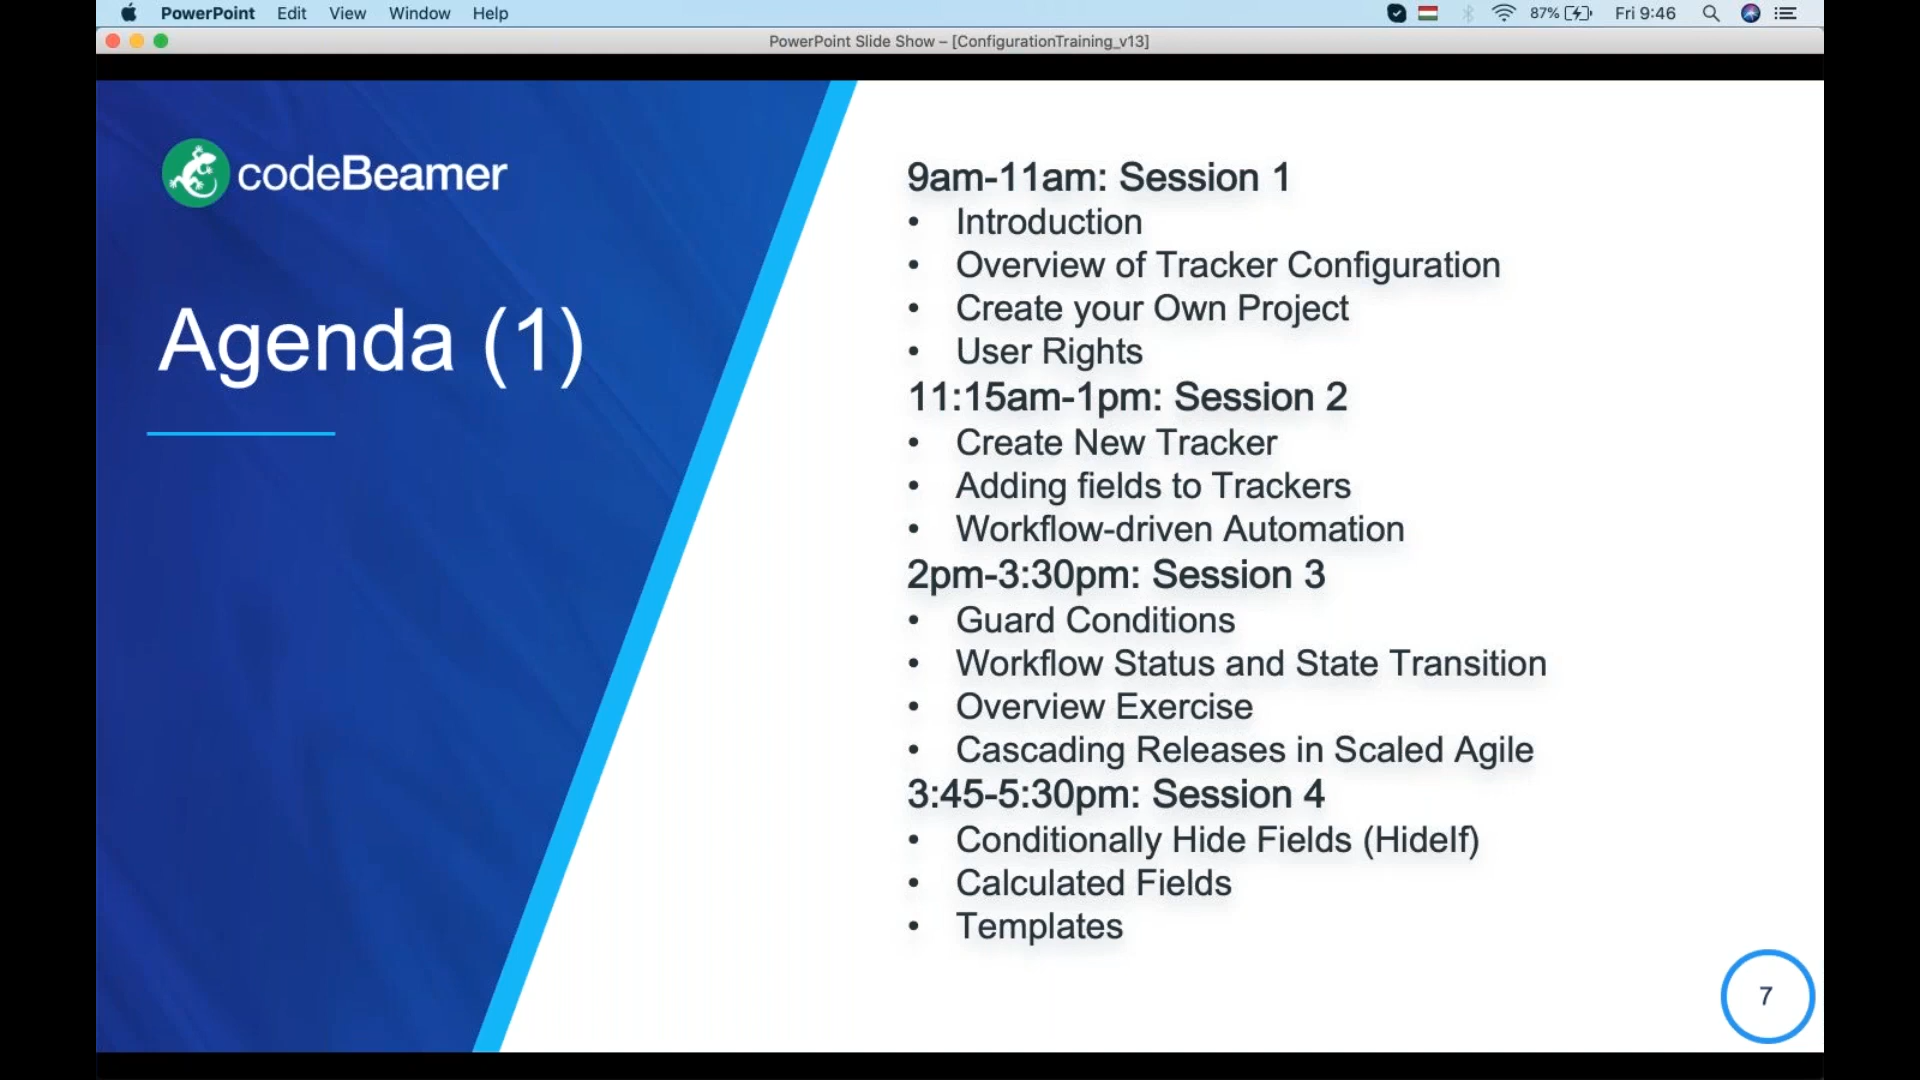 PowerPoint Edit View Window Help 87% Fri 9:46
PowerPoint Slide Show – [ConfigurationTraining_v13]
codeBeamer
Agenda (1)
9am-11am: Session 1
• Introduction
• Overview of Tracker Configuration
• Create your Own Project
• User Rights
11:15am-1pm: Session 2
• Create New Tracker
• Adding fields to Trackers
• Workflow-driven Automation
2pm-3:30pm: Session 3
• Guard Conditions
• Workflow Status and State Transition
• Overview Exercise
• Cascading Releases in Scaled Agile
3:45-5:30pm: Session 4
• Conditionally Hide Fields (HideIf)
• Calculated Fields
• Templates
7